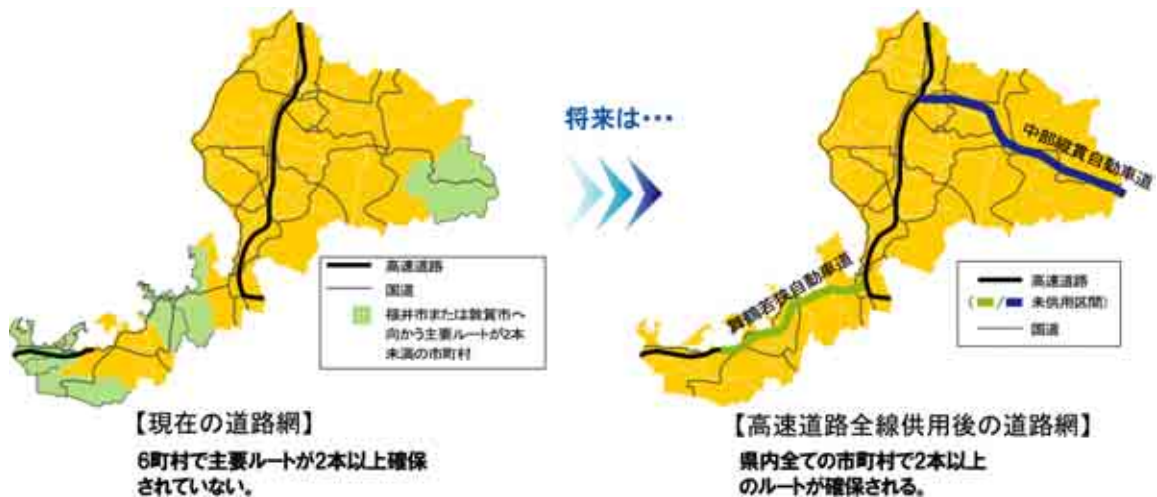 将来は・・・
高速道路
国道
福井市または敦賀市へ
向かう主要ルートが2本
未満の市町村
【現在の道路網】
6町村で主要ルートが2本以上確保
されていない。
中部縦貫自動車道
舞鶴若狭自動車道
高速道路
( / 未供用区間)
国道
【高速道路全線供用後の道路網】
県内全ての市町村で2本以上
のルートが確保される。